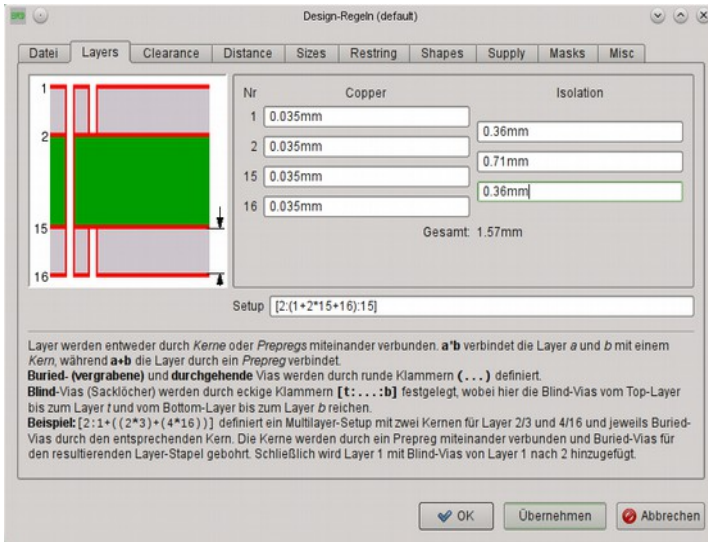 Design-Regeln (default)
Datei Layers Clearance Distance Sizes Restring Shapes Supply Masks Misc
1
2
15
16
Nr Copper Isolation
1 0.035mm
0.36mm
2 0.035mm
0.71mm
15 0.035mm
0.36mm
16 0.035mm
Gesamt: 1.57mm
Setup [2:(1+2*15+16):15]
Layer werden entweder durch Kerne oder Prepregs miteinander verbunden. a*b verbindet die Layer a und b mit einem
Kern, während a+b die Layer durch ein Prepreg verbindet.
Buried- (vergrabene) und durchgehende Vias werden durch runde Klammern (...) definiert.
Blind-Vias (Sacklöcher) werden durch eckige Klammern [t:...:b] festgelegt, wobei hier die Blind-Vias vom Top-Layer
bis zum Layer t und vom Bottom-Layer bis zum Layer b reichen.
Beispiel: [2:1+((2*3)+(4*16))] definiert ein Multilayer-Setup mit zwei Kernen für Layer 2/3 und 4/16 und jeweils Buried-
Vias durch den entsprechenden Kern. Die Kerne werden durch ein Prepreg miteinander verbunden und Buried-Vias für
den resultierenden Layer-Stapel gebohrt. Schließlich wird Layer 1 mit Blind-Vias von Layer 1 nach 2 hinzugefügt.
OK Übernehmen Abbrechen